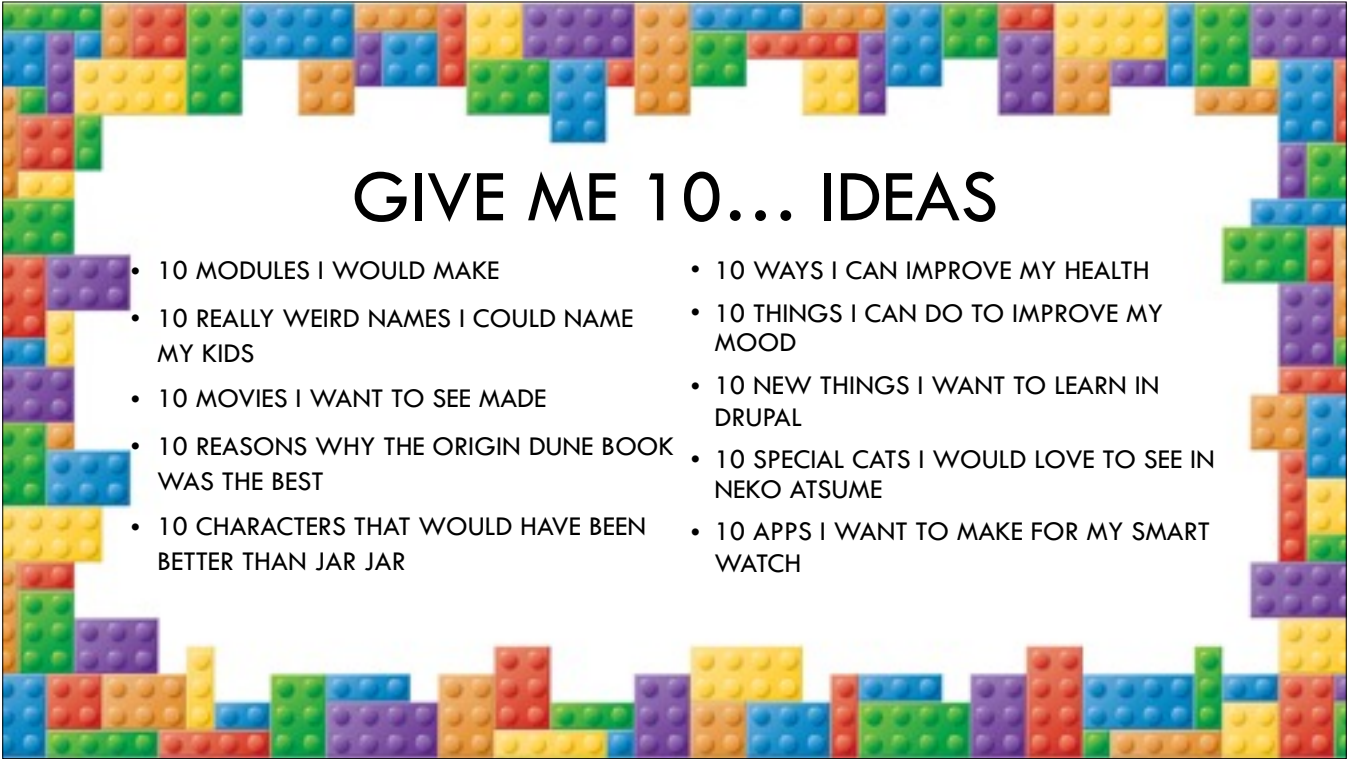 GIVE ME 10... IDEAS
• 10 MODULES I WOULD MAKE
• 10 REALLY WEIRD NAMES I COULD NAME
MY KIDS
• 10 MOVIES I WANT TO SEE MADE
• 10 REASONS WHY THE ORIGIN DUNE BOOK
WAS THE BEST
• 10 CHARACTERS THAT WOULD HAVE BEEN
BETTER THAN JAR JAR
• 10 WAYS I CAN IMPROVE MY HEALTH
• 10 THINGS I CAN DO TO IMPROVE MY
MOOD
• 10 NEW THINGS I WANT TO LEARN IN
DRUPAL
• 10 SPECIAL CATS I WOULD LOVE TO SEE IN
NEKO ATSUME
• 10 APPS I WANT TO MAKE FOR MY SMART
WATCH